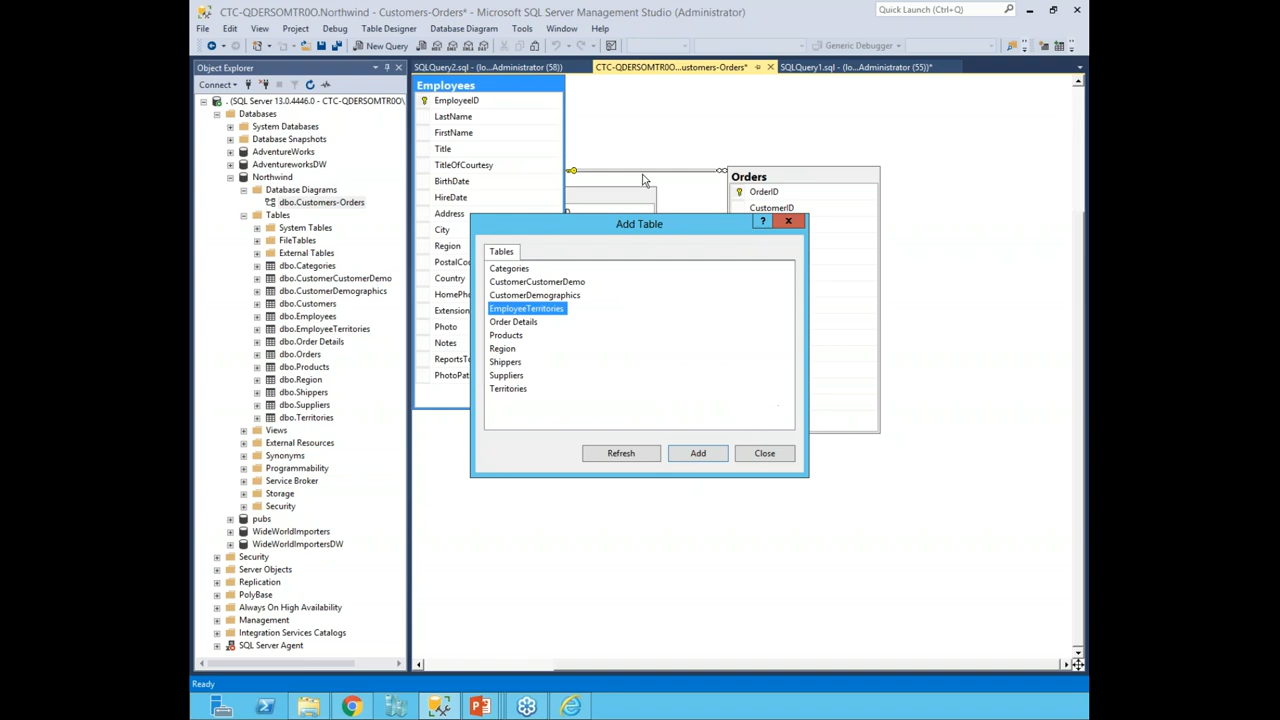 CTC-QDERSOMTR0O.Northwind - Customers-Orders* - Microsoft SQL Server Management Studio (Administrator)
Quick Launch (Ctrl+Q)
File Edit View Project Debug Table Designer Database Diagram Tools Window Help
New Query
Generic Debugger
Object Explorer
SQLQuery2.sql - (lo...Administrator (58))
CTC-QDERSOMTR0O...ustomers-Orders*
SQLQuery1.sql - (lo...Administrator (55))*
Connect
. (SQL Server 13.0.4446.0 - CTC-QDERSOMTR0O\
Databases
System Databases
Database Snapshots
AdventureWorks
AdventureworksDW
Northwind
Database Diagrams
dbo.Customers-Orders
Tables
System Tables
FileTables
External Tables
dbo.Categories
dbo.CustomerCustomerDemo
dbo.CustomerDemographics
dbo.Customers
dbo.Employees
dbo.EmployeeTerritories
dbo.Order Details
dbo.Orders
dbo.Products
dbo.Region
dbo.Shippers
dbo.Suppliers
dbo.Territories
Views
External Resources
Synonyms
Programmability
Service Broker
Storage
Security
pubs
WideWorldImporters
WideWorldImportersDW
Security
Server Objects
Replication
PolyBase
Always On High Availability
Management
Integration Services Catalogs
SQL Server Agent
Employees
EmployeeID
LastName
FirstName
Title
TitleOfCourtesy
BirthDate
HireDate
Address
City
Region
PostalCo
Country
HomePho
Extension
Photo
Notes
ReportsTo
PhotoPat
Orders
OrderID
CustomerID
Add Table
?
Tables
Categories
CustomerCustomerDemo
CustomerDemographics
EmployeeTerritories
Order Details
Products
Region
Shippers
Suppliers
Territories
Refresh
Add
Close
Ready